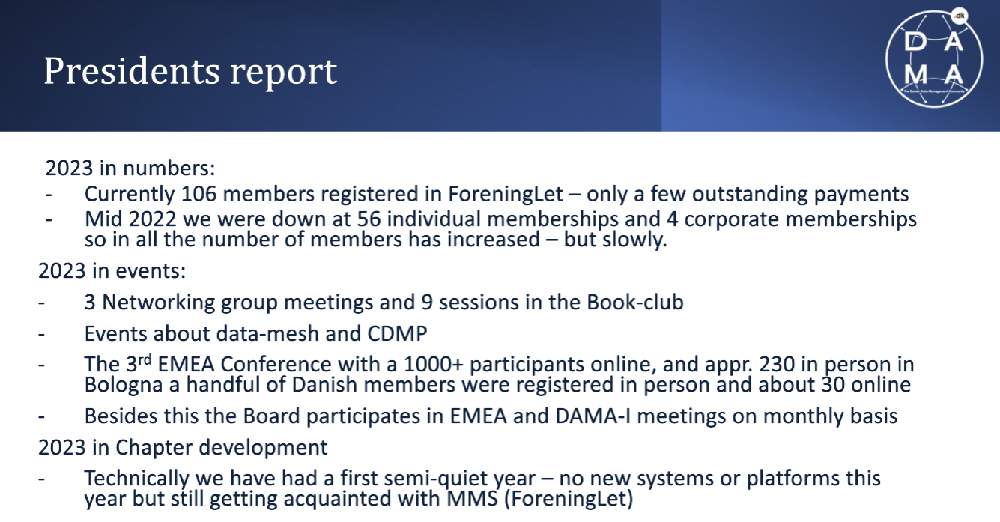 Presidents report
.dk
D A
M A
The Danish Data Management Community
2023 in numbers:
- Currently 106 members registered in ForeningLet – only a few outstanding payments
- Mid 2022 we were down at 56 individual memberships and 4 corporate memberships
so in all the number of members has increased – but slowly.
2023 in events:
- 3 Networking group meetings and 9 sessions in the Book-club
- Events about data-mesh and CDMP
- The 3rd EMEA Conference with a 1000+ participants online, and appr. 230 in person in
Bologna a handful of Danish members were registered in person and about 30 online
- Besides this the Board participates in EMEA and DAMA-I meetings on monthly basis
2023 in Chapter development
- Technically we have had a first semi-quiet year – no new systems or platforms this
year but still getting acquainted with MMS (ForeningLet)